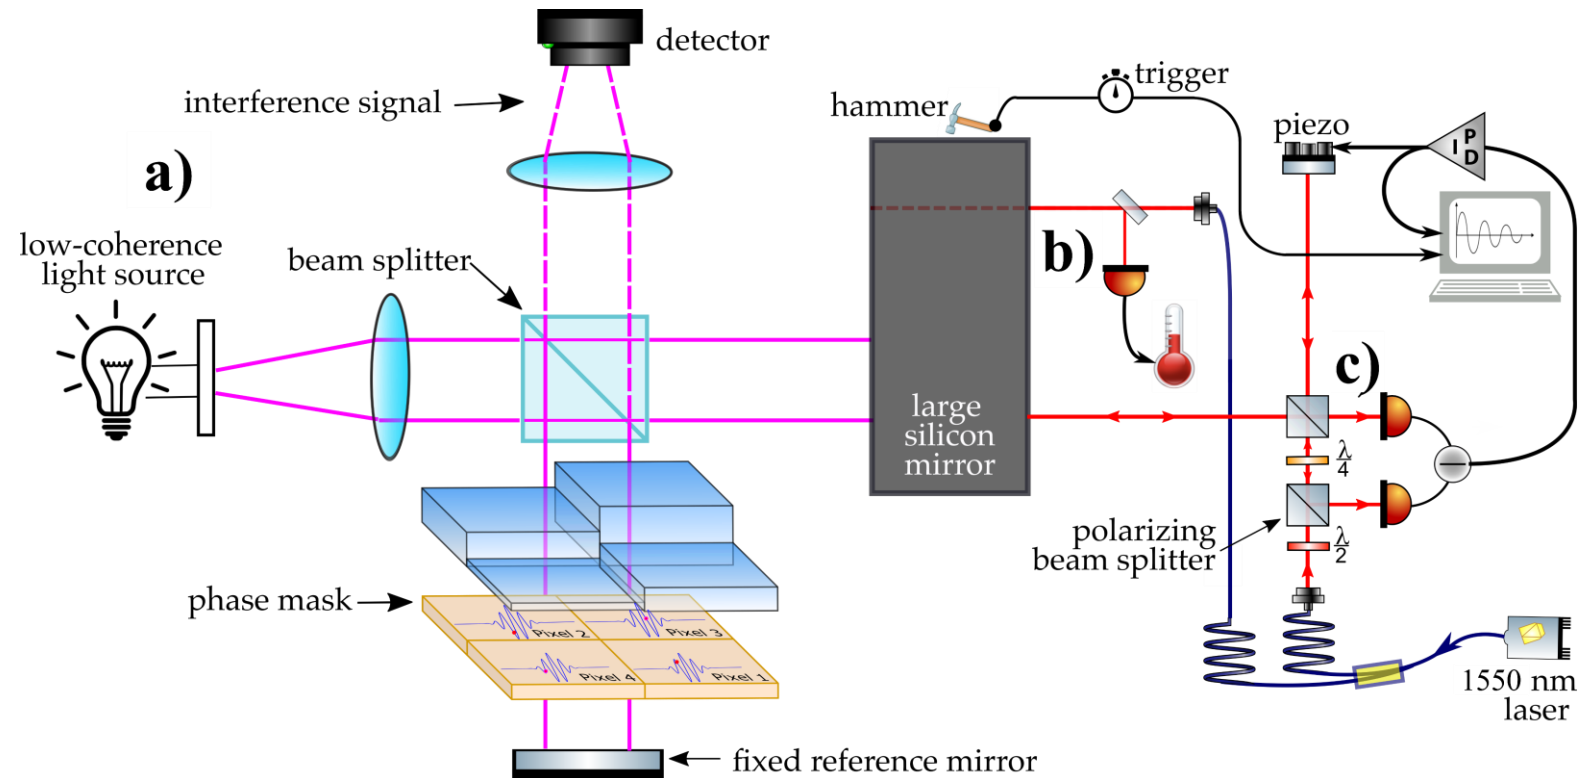 detector
interference signal
a)
low-coherence
light source
beam splitter
phase mask
Pixel 2
Pixel 3
Pixel 4
Pixel 1
fixed reference mirror
hammer
trigger
piezo
P
I
D
b)
large
silicon
mirror
c)
λ
4
polarizing
beam splitter
λ
2
1550 nm
laser